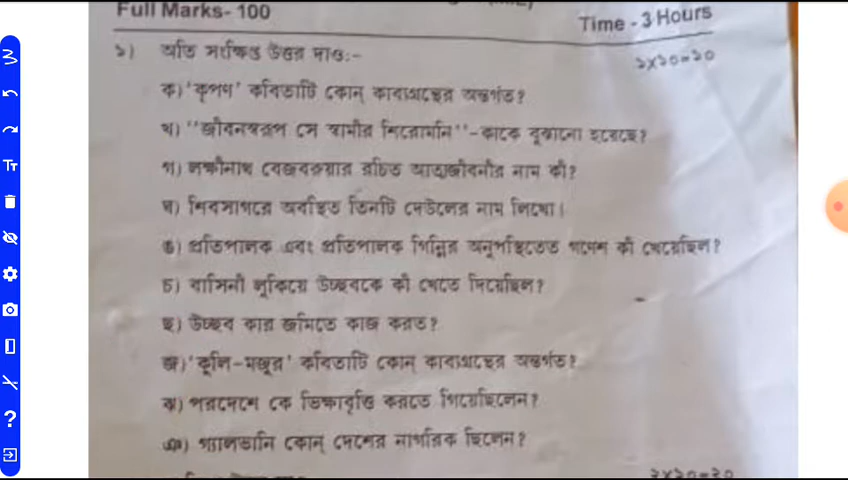 Full Marks- 100
Time - 3 Hours
১) অতি সংক্ষিপ্ত উত্তর দাও:-
১x১০=১০
ক) 'কৃপণ' কবিতাটি কোন্ কাব্যগ্রন্থের অন্তর্গত?
খ) "জীবনস্বরূপ সে স্বামীর শিরোমনি"-কাকে বুঝানো হয়েছে?
গ) লক্ষীনাথ বেজবরুয়ার রচিত আত্মজীবনীর নাম কী?
ঘ) শিবসাগরে অবস্থিত তিনটি দেউলের নাম লিখো।
ঙ) প্রতিপালক এবং প্রতিপালক গিন্নির অনুপস্থিতেত গণেশ কী খেয়েছিল?
চ) বাসিনী লুকিয়ে উচ্ছবকে কী খেতে দিয়েছিল?
ছ) উচ্ছব কার জমিতে কাজ করত?
জ) 'কুলি-মজুর' কবিতাটি কোন্ কাব্যগ্রন্থের অন্তর্গত?
ঝ) পরদেশে কে ভিক্ষাবৃত্তি করতে গিয়েছিলেন?
ঞ) গ্যালভানি কোন্ দেশের নাগরিক ছিলেন?
২x১০=২০